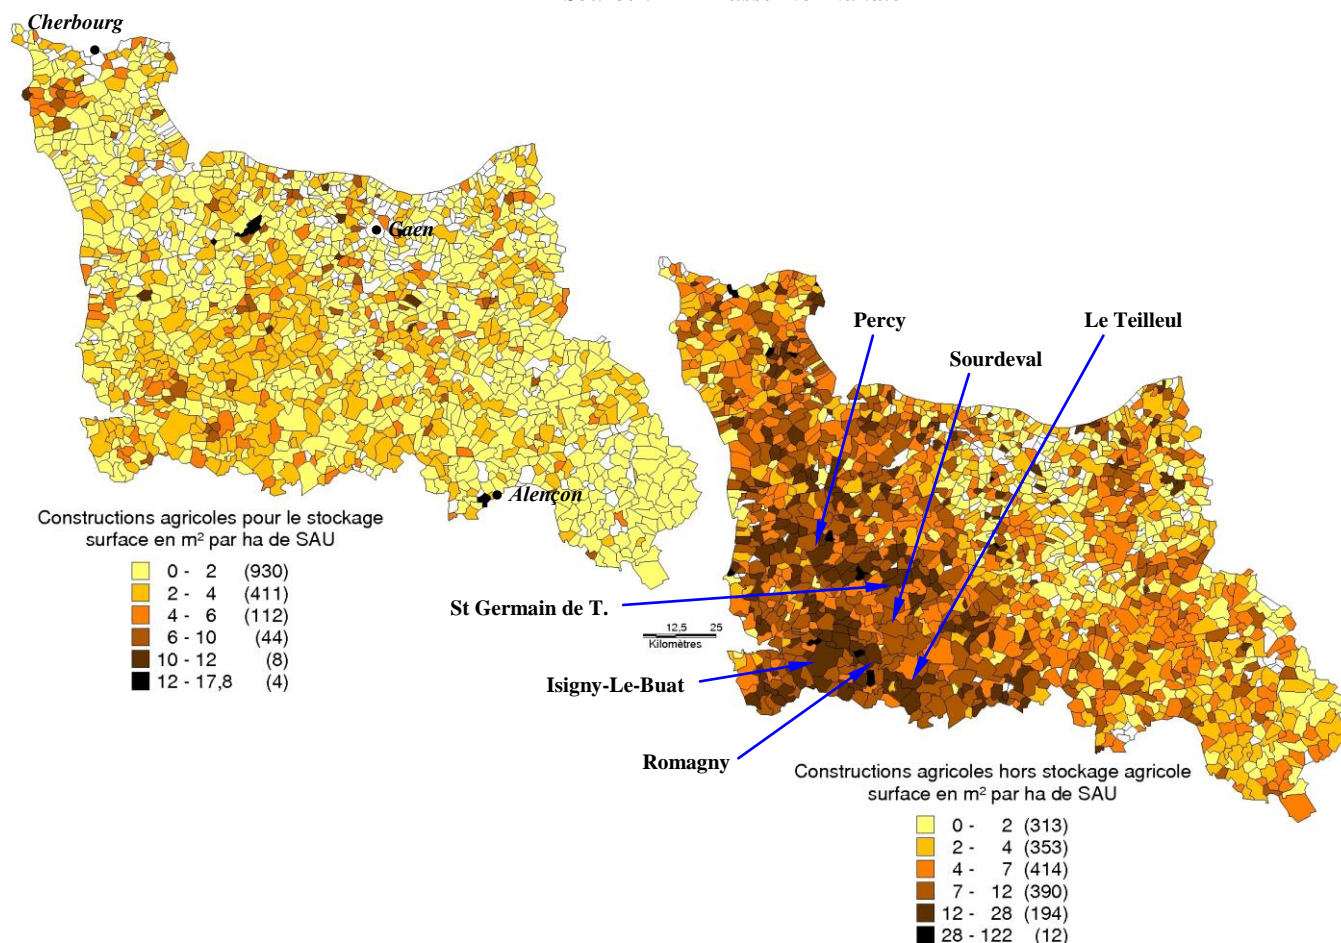 Cherbourg
Caen
Alençon
Constructions agricoles pour le stockage
surface en m² par ha de SAU
0 - 2 (930)
2 - 4 (411)
4 - 6 (112)
6 - 10 (44)
10 - 12 (8)
12 - 17,8 (4)
Percy
Le Teilleul
Sourdeval
St Germain de T.
12,5 25
Kilomètres
Isigny-Le-Buat
Romagny
Constructions agricoles hors stockage agricole
surface en m² par ha de SAU
0 - 2 (313)
2 - 4 (353)
4 - 7 (414)
7 - 12 (390)
12 - 28 (194)
28 - 122 (12)